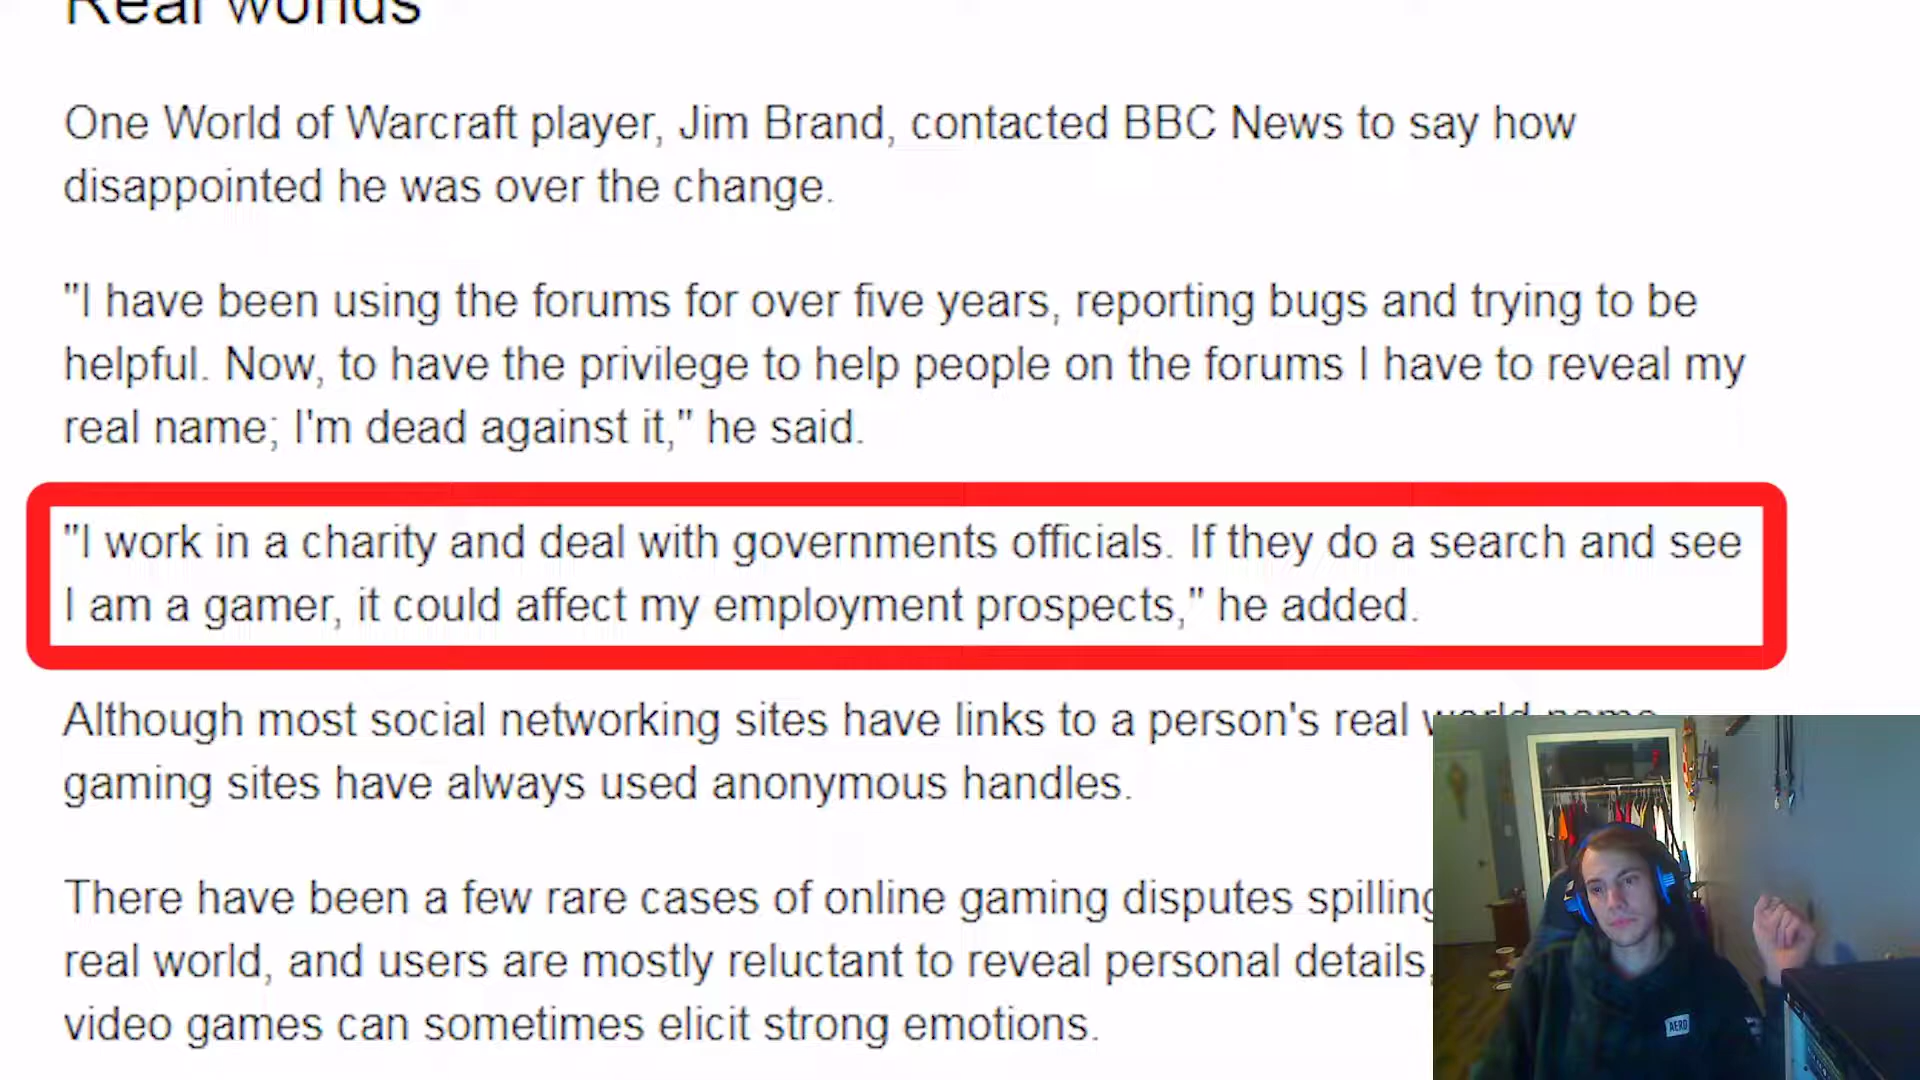 Real worlds
One World of Warcraft player, Jim Brand, contacted BBC News to say how
disappointed he was over the change.
"I have been using the forums for over five years, reporting bugs and trying to be
helpful. Now, to have the privilege to help people on the forums I have to reveal my
real name; I'm dead against it," he said.
"I work in a charity and deal with governments officials. If they do a search and see
I am a gamer, it could affect my employment prospects," he added.
Although most social networking sites have links to a person's real world name
gaming sites have always used anonymous handles.
There have been a few rare cases of online gaming disputes spilling
real world, and users are mostly reluctant to reveal personal details,
video games can sometimes elicit strong emotions.
AERO